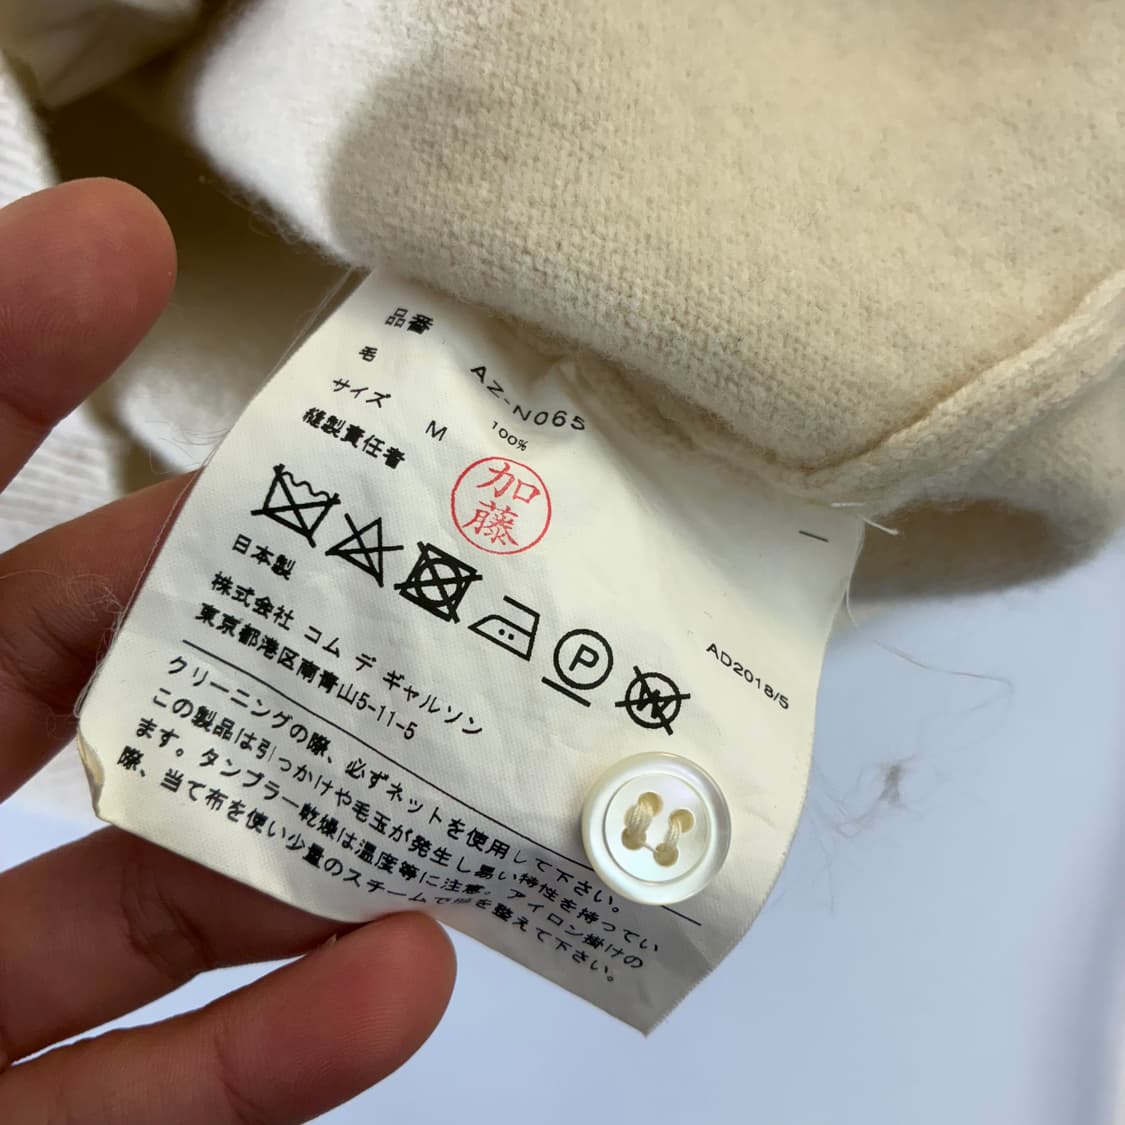 品番 AZ-N065
毛 100%
サイズ M
縫製責任者 加藤
P
W
日本製
株式会社 コム デ ギャルソン
東京都港区南青山5-11-5
AD2018/5
クリーニングの際、必ずネットを使用して下さい。
この製品は引っかけや毛玉が発生し易い特性を持ってい
ます。タンブラー乾燥は温度等に注意。アイロン掛けの
際、当て布を使い少量のスチームで を整えて下さい。